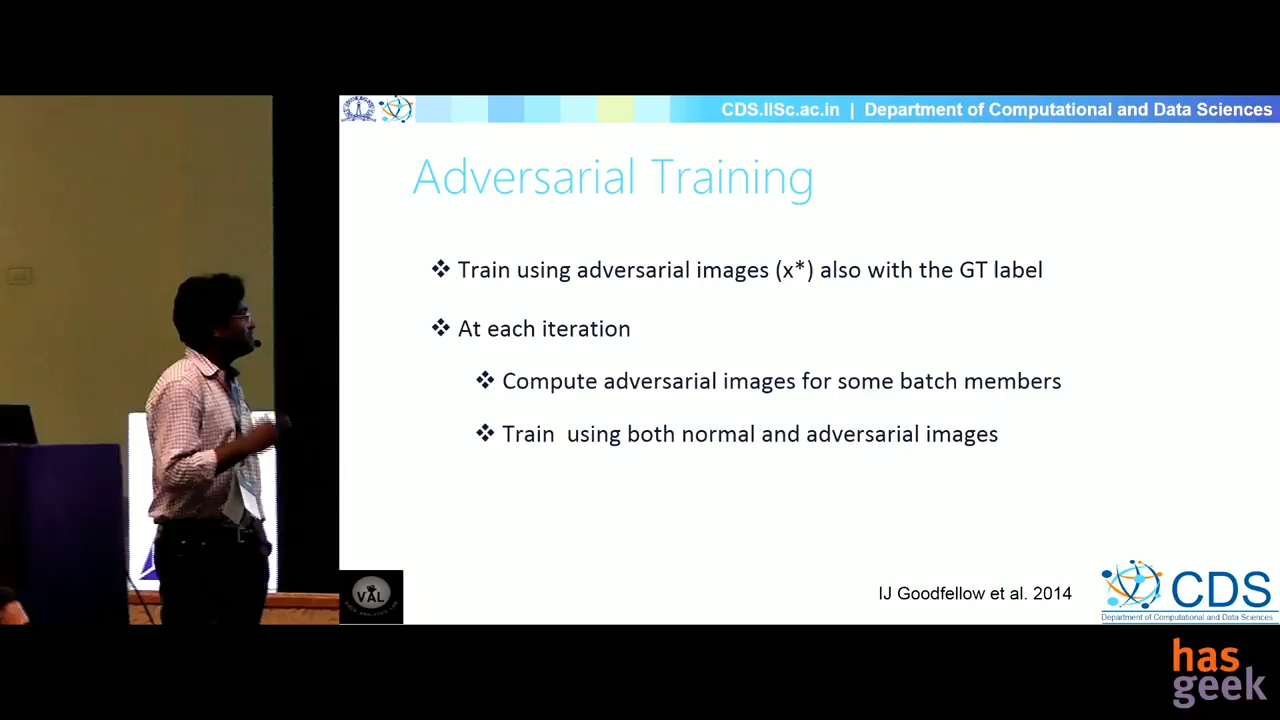 CDS.IISc.ac.in | Department of Computational and Data Sciences
Adversarial Training
❖ Train using adversarial images (x*) also with the GT label
❖ At each iteration
❖ Compute adversarial images for some batch members
❖ Train using both normal and adversarial images
VAL
IJ Goodfellow et al. 2014
CDS
Department of Computational and Data Sciences
has
geek